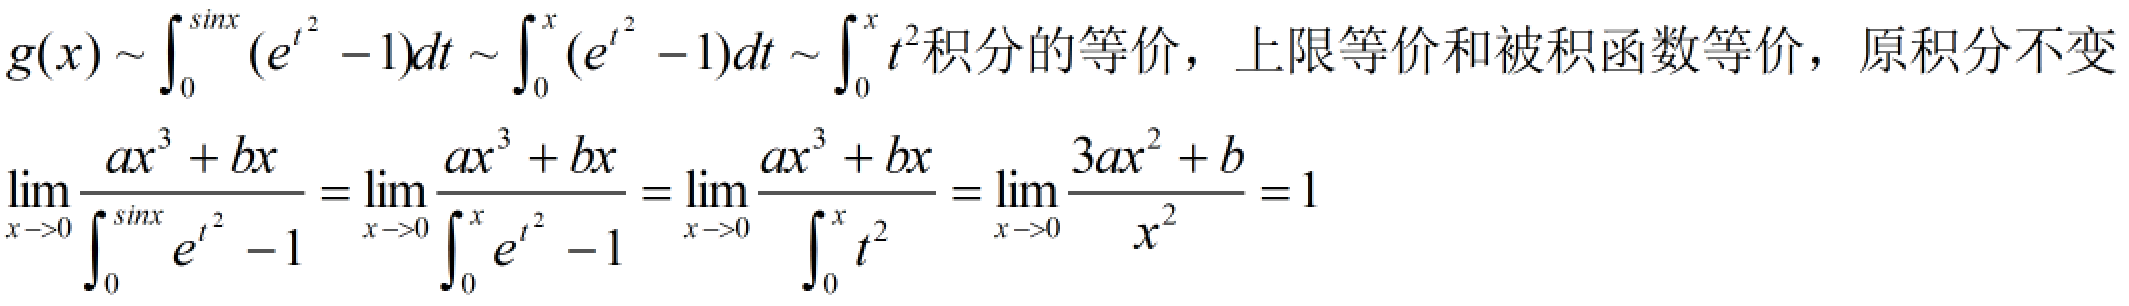 g(x) ~ ∫₀^{sinx} (e^{t²} − 1)dt ~ ∫₀^{x} (e^{t²} − 1)dt ~ ∫₀^{x} t²积分的等价，上限等价和被积函数等价，原积分不变
lim_{x−>0} (ax³ + bx)/(∫₀^{sinx} e^{t²} − 1) = lim_{x−>0} (ax³ + bx)/(∫₀^{x} e^{t²} − 1) = lim_{x−>0} (ax³ + bx)/(∫₀^{x} t²) = lim_{x−>0} (3ax² + b)/(x²) = 1